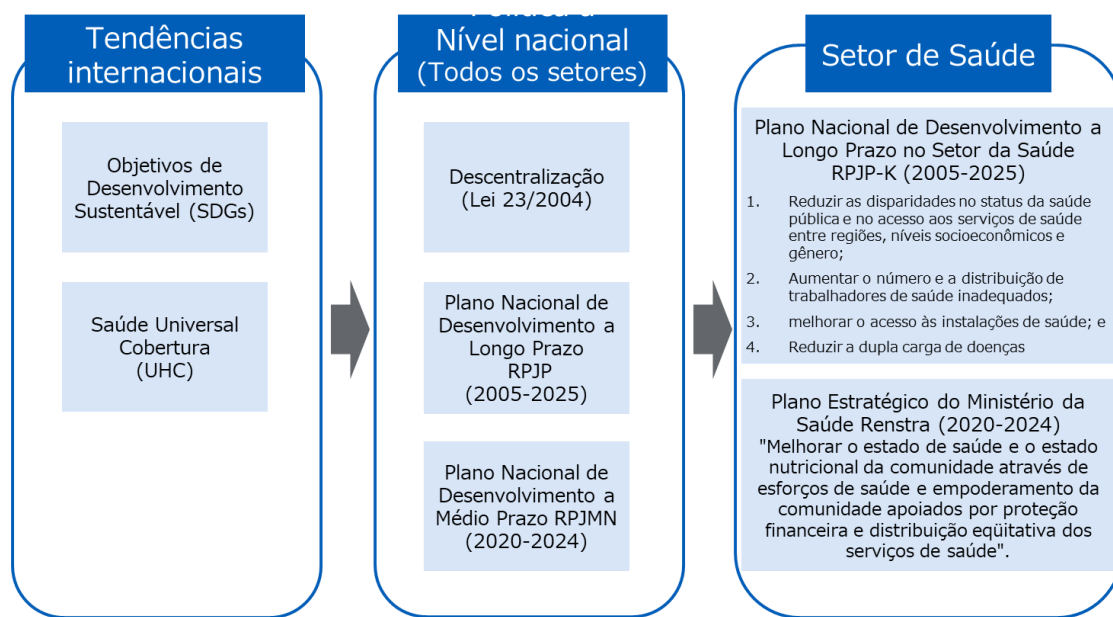 Tendências
internacionais
Objetivos de
Desenvolvimento
Sustentável (SDGs)
Saúde Universal
Cobertura
(UHC)
Política a
Nível nacional
(Todos os setores)
Descentralização
(Lei 23/2004)
Plano Nacional de
Desenvolvimento a
Longo Prazo
RPJP
(2005-2025)
Plano Nacional de
Desenvolvimento a
Médio Prazo RPJMN
(2020-2024)
Setor de Saúde
Plano Nacional de Desenvolvimento a
Longo Prazo no Setor da Saúde
RPJP-K (2005-2025)
1. Reduzir as disparidades no status da saúde
pública e no acesso aos serviços de saúde
entre regiões, níveis socioeconômicos e
gênero;
2. Aumentar o número e a distribuição de
trabalhadores de saúde inadequados;
3. melhorar o acesso às instalações de saúde; e
4. Reduzir a dupla carga de doenças
Plano Estratégico do Ministério da
Saúde Renstra (2020-2024)
"Melhorar o estado de saúde e o estado
nutricional da comunidade através de
esforços de saúde e empoderamento da
comunidade apoiados por proteção
financeira e distribuição eqüitativa dos
serviços de saúde".